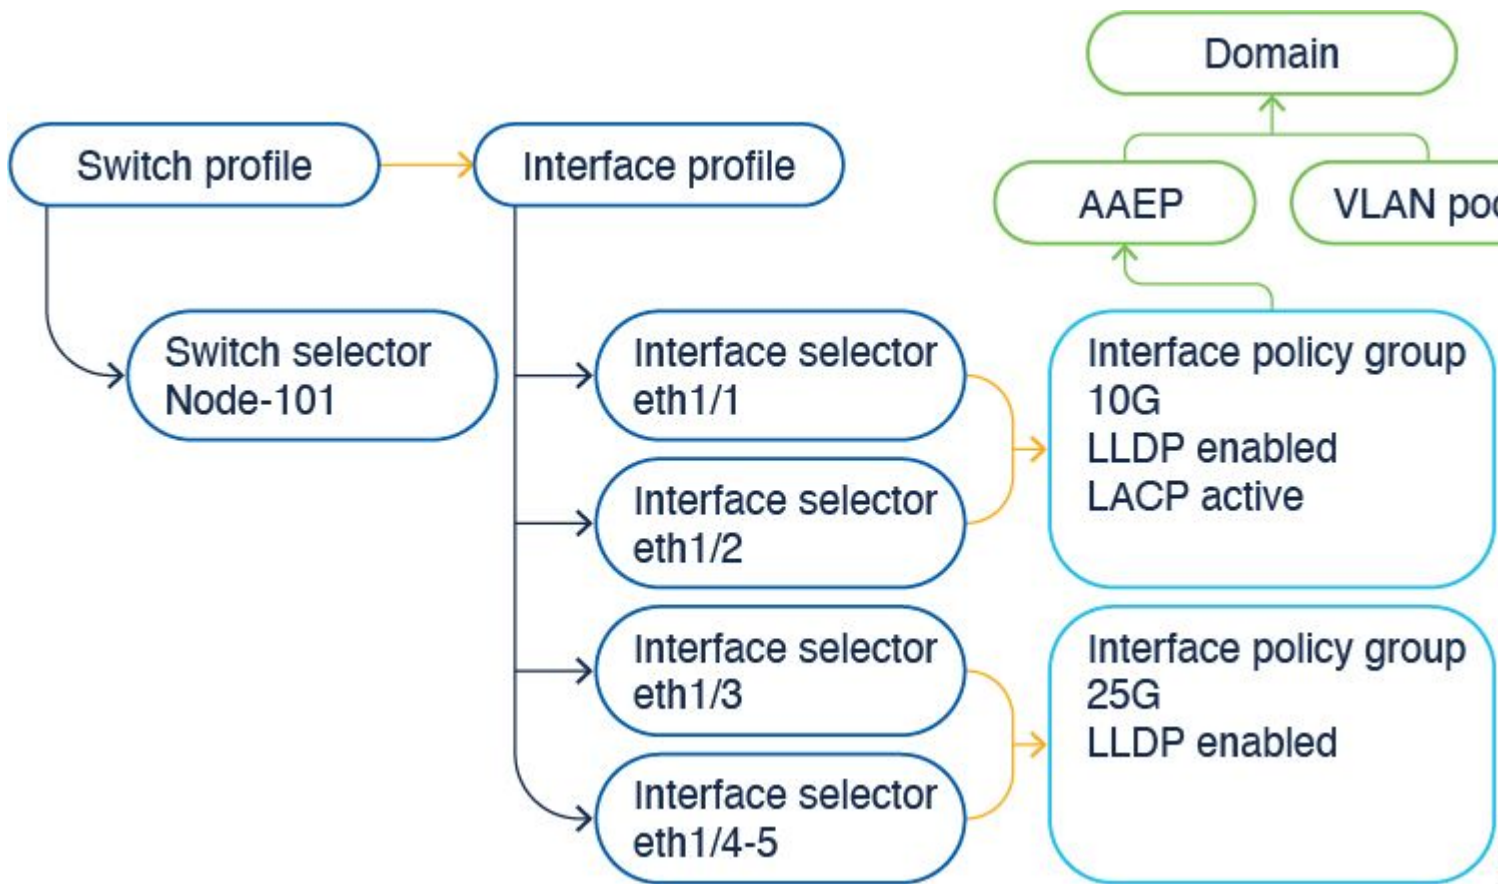 Domain
Switch profile
Interface profile
AAEP
VLAN poo
Switch selector
Node-101
Interface selector
eth1/1
Interface selector
eth1/2
Interface selector
eth1/3
Interface selector
eth1/4-5
Interface policy group
10G
LLDP enabled
LACP active
Interface policy group
25G
LLDP enabled